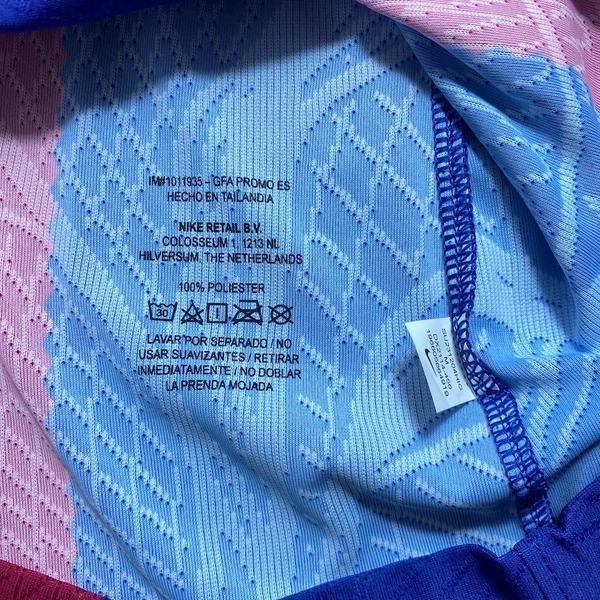 IM#1011935 - GFA PROMO ES
HECHO EN TAILANDIA
NIKE RETAIL B.V.
COLOSSEUM 1, 1213 NL
HILVERSUM, THE NETHERLANDS
100% POLIESTER
30
LAVAR POR SEPARADO / NO
USAR SUAVIZANTES / RETIRAR
INMEDIATAMENTE / NO DOBLAR
LA PRENDA MOJADA